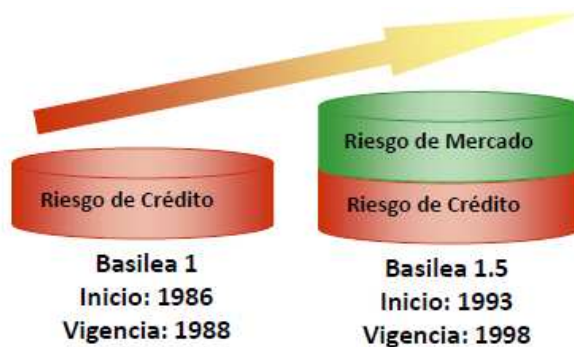 Riesgo de Crédito
Basilea 1
Inicio: 1986
Vigencia: 1988
Riesgo de Mercado
Riesgo de Crédito
Basilea 1.5
Inicio: 1993
Vigencia: 1998